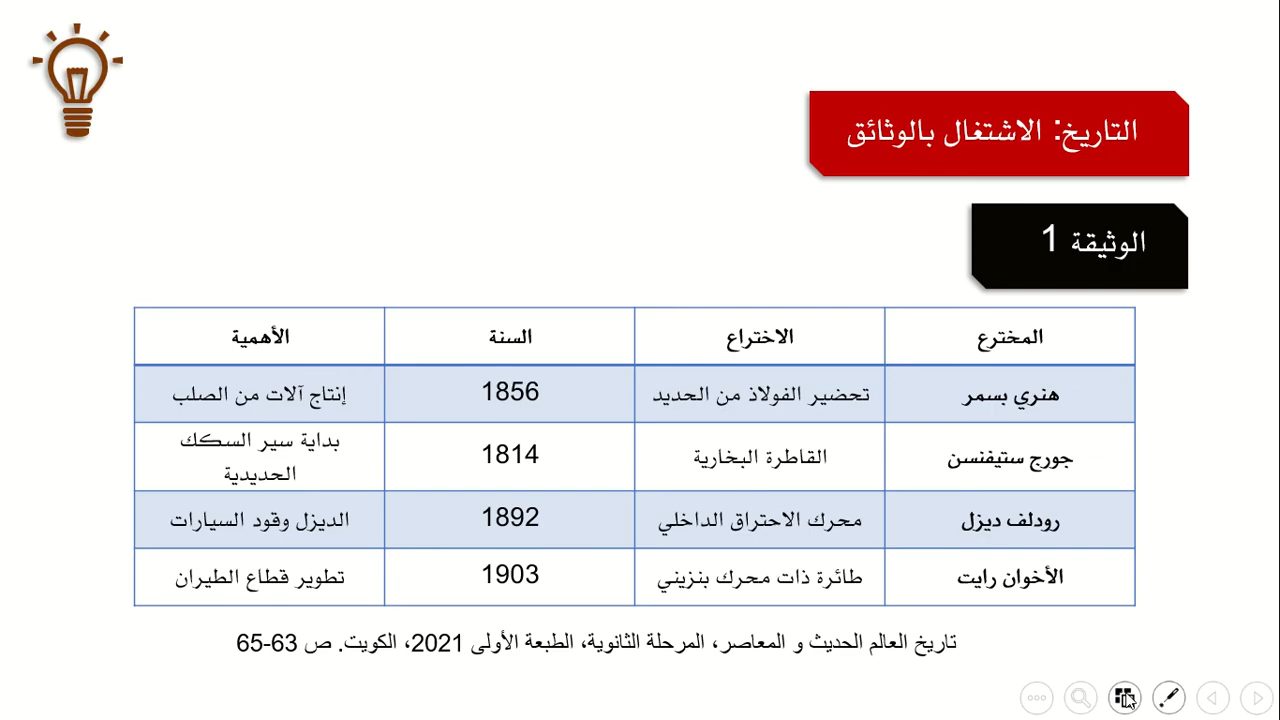 التاريخ: الاشتغال بالوثائق
الوثيقة 1
المخترع الاختراع السنة الأهمية
هنري بسمر تحضير الفولاذ من الحديد 1856 إنتاج آلات من الصلب
جورج ستيفنسن القاطرة البخارية 1814 بداية سير السكك
الحديدية
رودلف ديزل محرك الاحتراق الداخلي 1892 الديزل وقود السيارات
الأخوان رايت طائرة ذات محرك بنزيني 1903 تطوير قطاع الطيران
تاريخ العالم الحديث و المعاصر، المرحلة الثانوية، الطبعة الأولى 2021، الكويت. ص 63-65